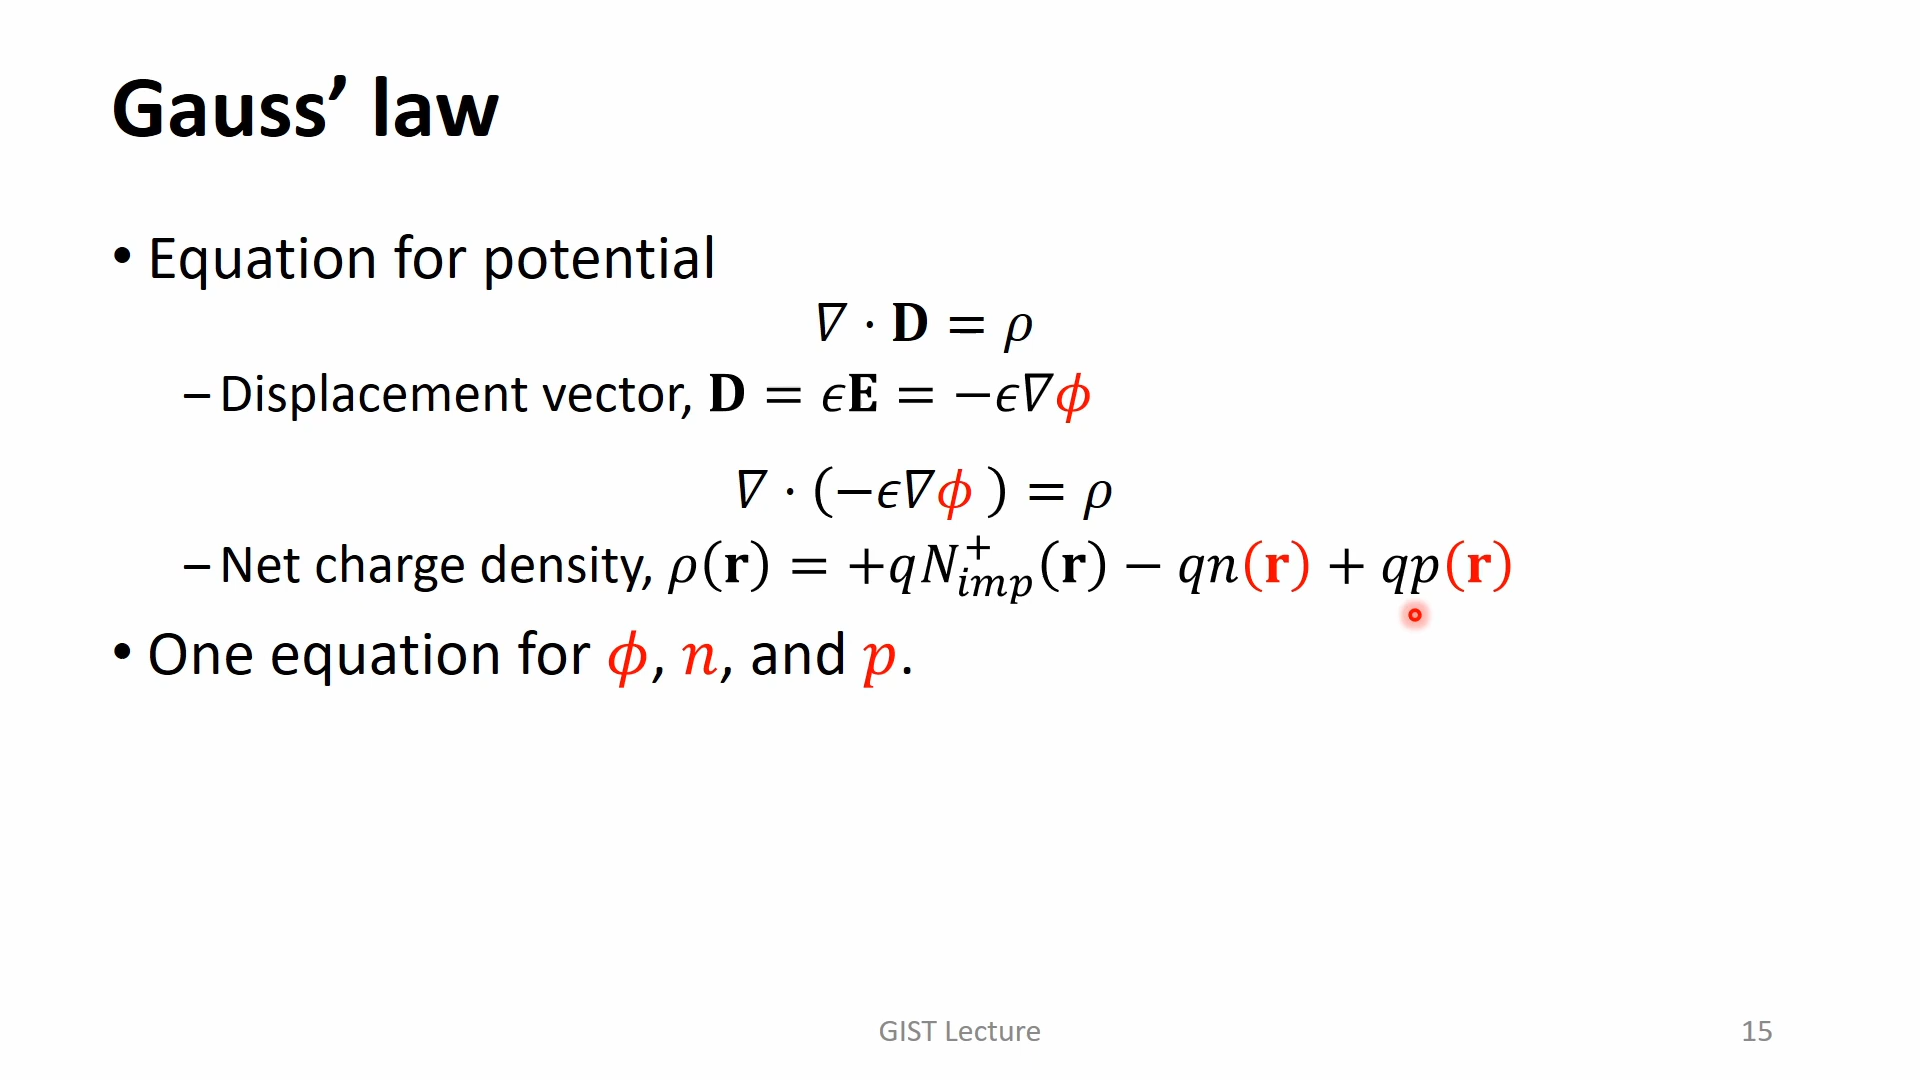 Gauss’ law
• Equation for potential
∇ · 𝐃 = ρ
– Displacement vector, 𝐃 = ϵ𝐄 = −ϵ∇ϕ
∇ · (−ϵ∇ϕ ) = ρ
– Net charge density, ρ(𝐫) = +qN⁺ᵢₘₚ(𝐫) − qn(𝐫) + qp(𝐫)
• One equation for ϕ, n, and p.
GIST Lecture
15